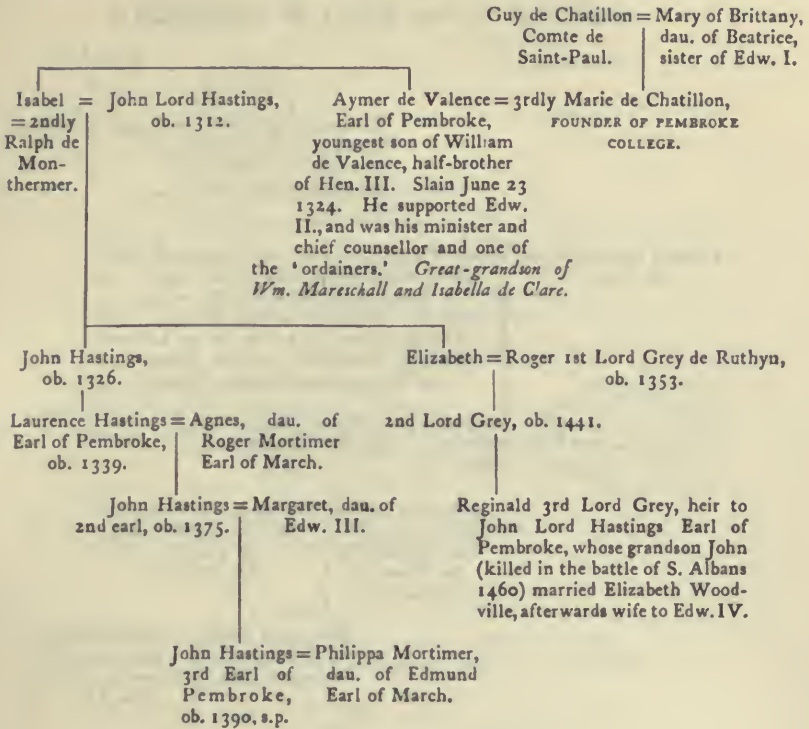 Guy de Chatillon = Mary of Brittany,
Comte de dau. of Beatrice,
Saint-Paul. sister of Edw. I.
Isabel = John Lord Hastings,
= 2ndly ob. 1312.
Ralph de
Mon-
thermer.
Aymer de Valence = 3rdly Marie de Chatillon,
Earl of Pembroke, FOUNDER OF PEMBROKE
youngest son of William COLLEGE.
de Valence, half-brother
of Hen. III. Slain June 23
1324. He supported Edw.
II., and was his minister and
chief counsellor and one of
the 'ordainers.' Great-grandson of
Wm. Mareschall and Isabella de Clare.
John Hastings,
ob. 1326.
Elizabeth = Roger 1st Lord Grey de Ruthyn,
ob. 1353.
Laurence Hastings = Agnes, dau. of
Earl of Pembroke, Roger Mortimer
ob. 1339. Earl of March.
2nd Lord Grey, ob. 1441.
John Hastings = Margaret, dau. of
2nd earl, ob. 1375. Edw. III.
Reginald 3rd Lord Grey, heir to
John Lord Hastings Earl of
Pembroke, whose grandson John
(killed in the battle of S. Albans
1460) married Elizabeth Wood-
ville, afterwards wife to Edw. IV.
John Hastings = Philippa Mortimer,
3rd Earl of dau. of Edmund
Pembroke, Earl of March.
ob. 1390, s.p.